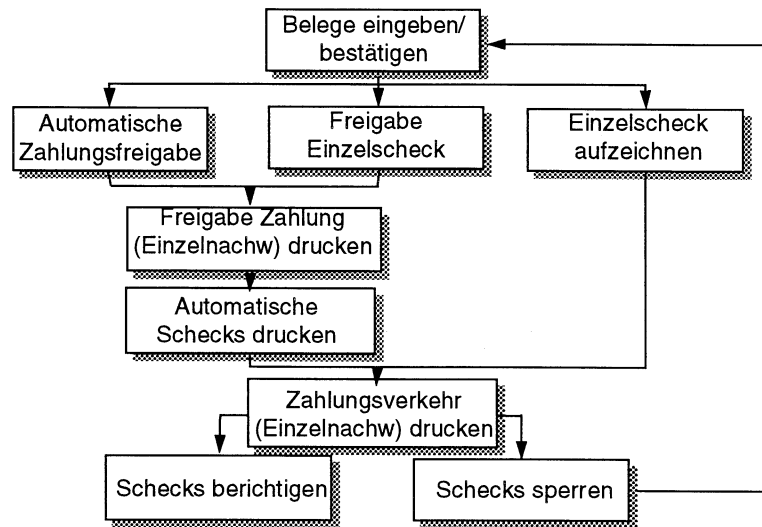 Belege eingeben/
bestätigen
Automatische
Zahlungsfreigabe
Freigabe
Einzelscheck
Einzelscheck
aufzeichnen
Freigabe Zahlung
(Einzelnachw) drucken
Automatische
Schecks drucken
Zahlungsverkehr
(Einzelnachw) drucken
Schecks berichtigen
Schecks sperren